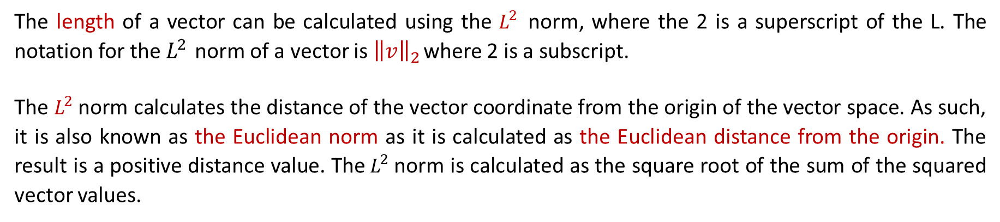 The length of a vector can be calculated using the L² norm, where the 2 is a superscript of the L. The
notation for the L² norm of a vector is ‖v‖₂ where 2 is a subscript.
The L² norm calculates the distance of the vector coordinate from the origin of the vector space. As such,
it is also known as the Euclidean norm as it is calculated as the Euclidean distance from the origin. The
result is a positive distance value. The L² norm is calculated as the square root of the sum of the squared
vector values.